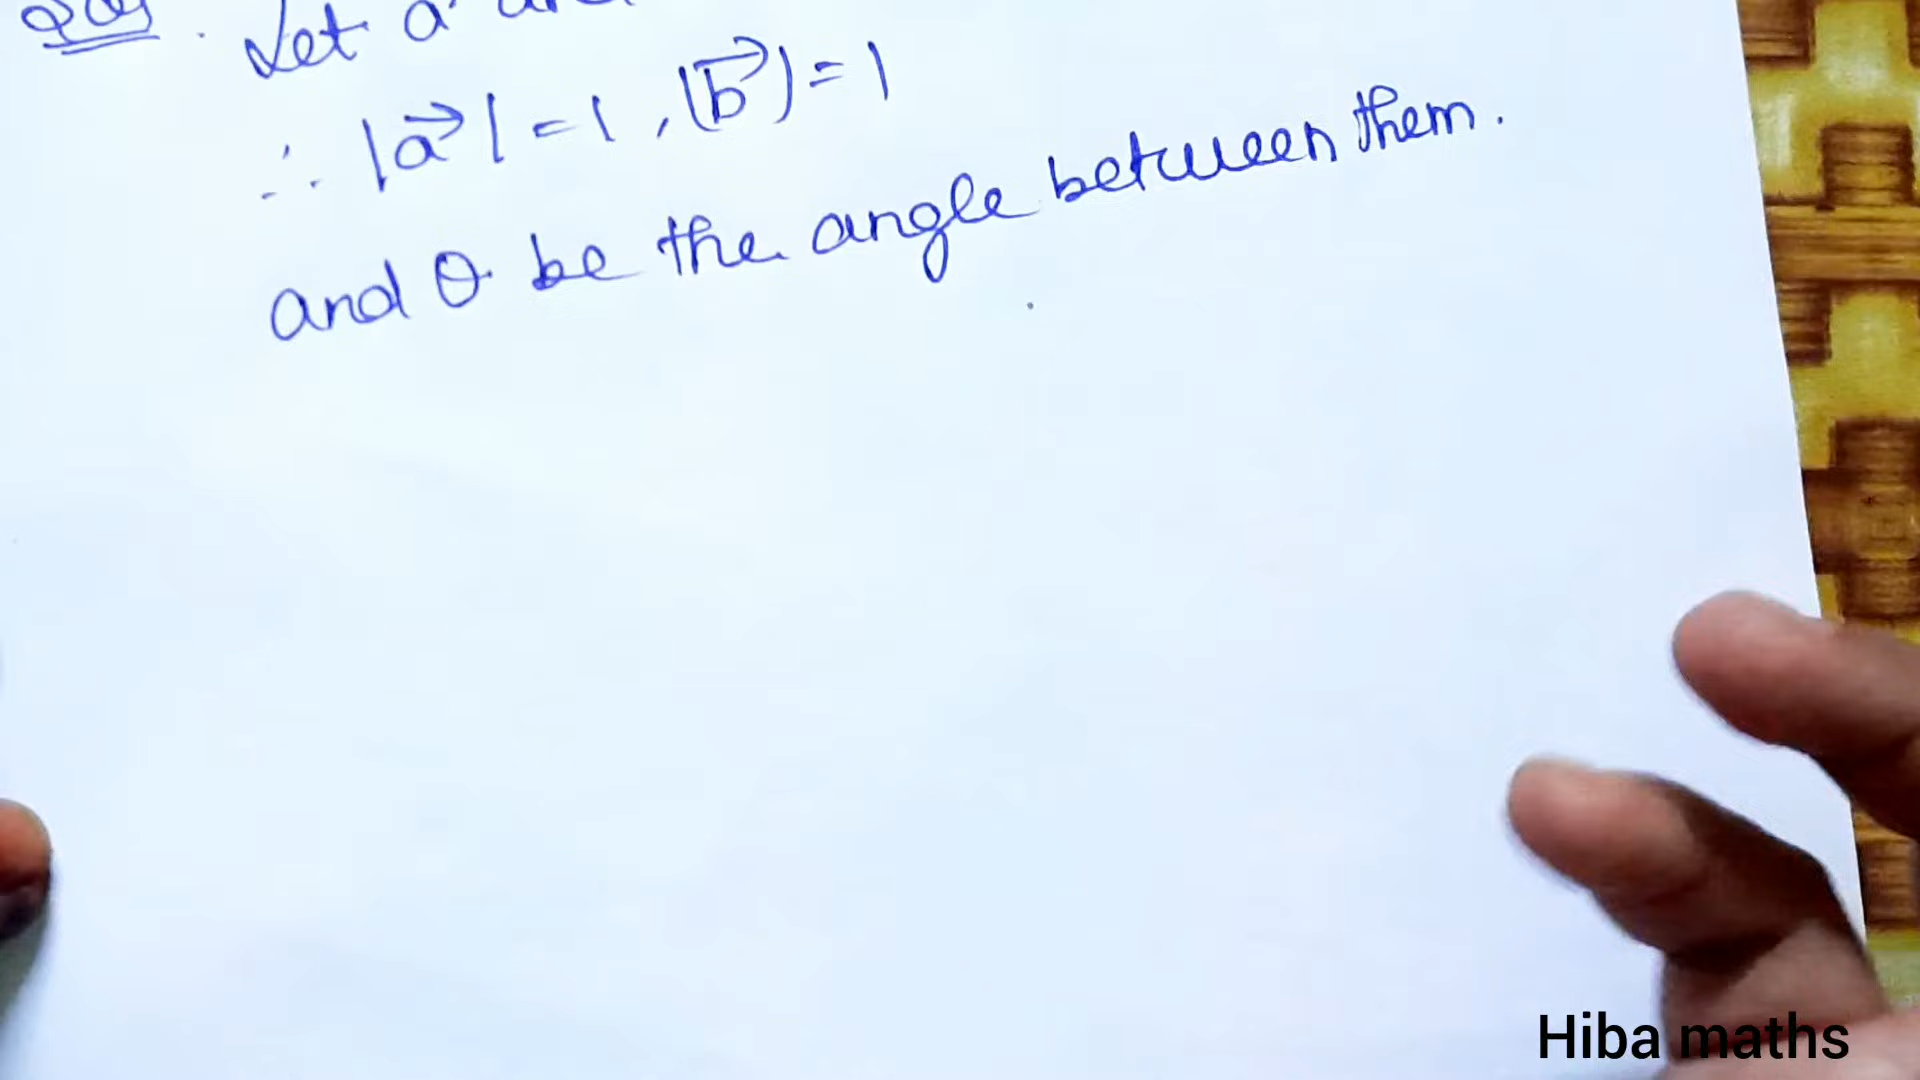 Let a
∴ |a⃗| = 1, |b⃗| = 1
and θ be the angle between them.
Hiba maths